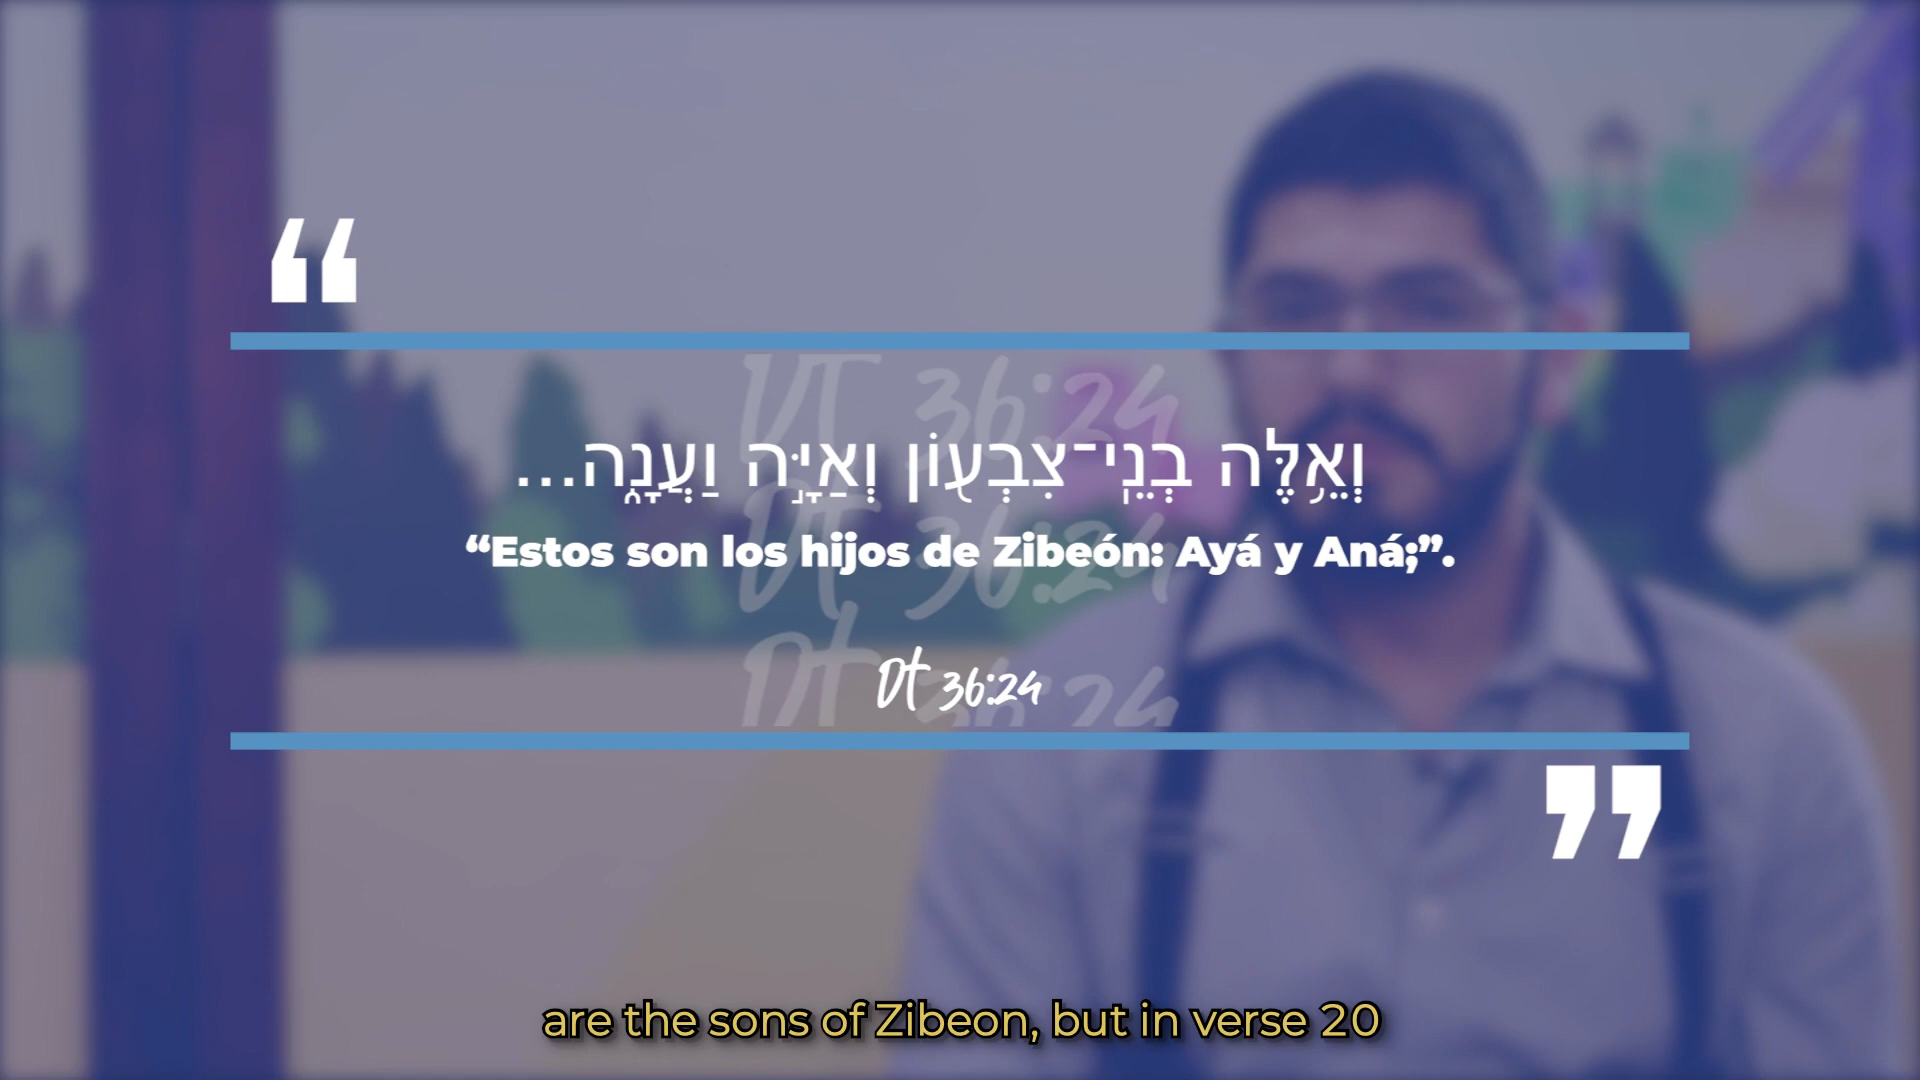 “
וְאֵ֥לֶּה בְנֵֽי־צִבְע֖וֹן וְאַיָּ֣ה וַעֲנָ֑ה...
“Estos son los hijos de Zibeón: Ayá y Aná;”.
Dt 36:24
”
are the sons of Zibeon, but in verse 20